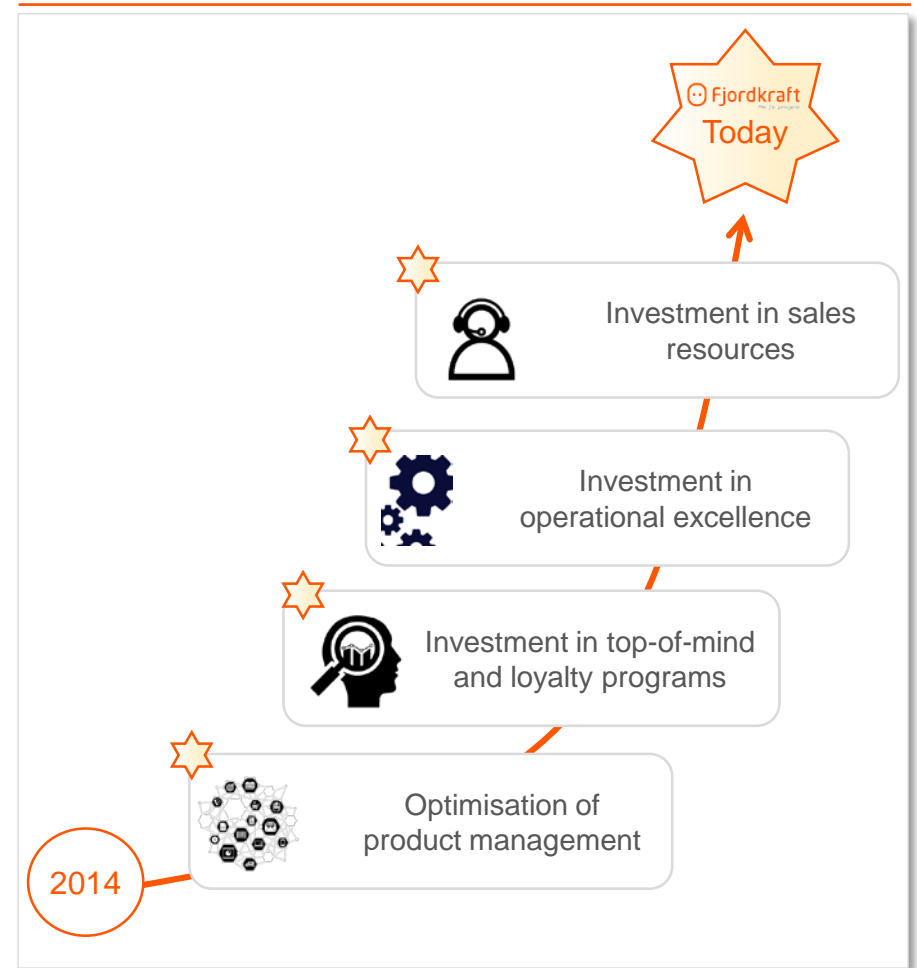 Fjordkraft
Today
Investment in sales
resources
Investment in
operational excellence
Investment in top-of-mind
and loyalty programs
Optimisation of
product management
2014